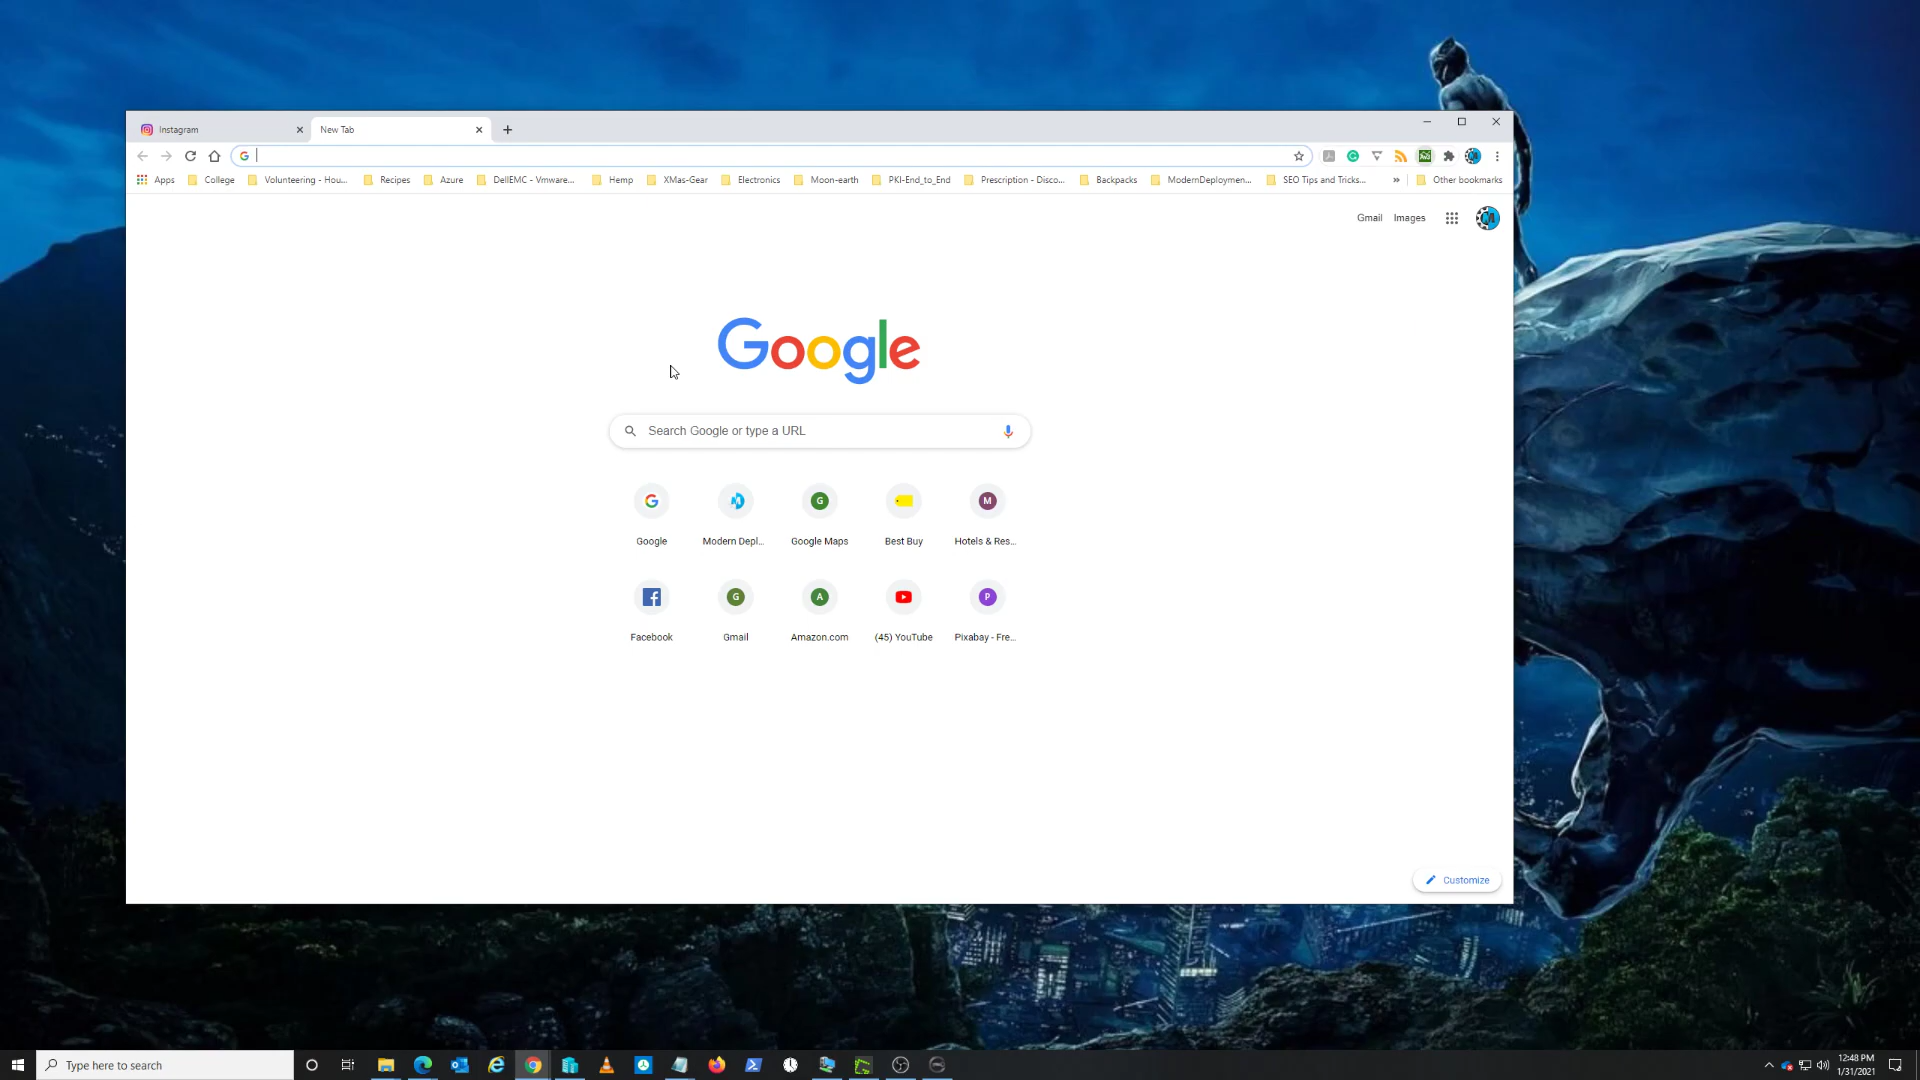 Instagram
New Tab
Apps
College
Volunteering - Hou...
Recipes
Azure
DellEMC - Vmware...
Hemp
XMas-Gear
Electronics
Moon-earth
PKI-End_to_End
Prescription - Disco...
Backpacks
ModernDeploymen...
SEO Tips and Tricks...
»
Other bookmarks
Gmail
Images
Google
Search Google or type a URL
Google
Modern Depl...
Google Maps
Best Buy
Hotels & Res...
Facebook
Gmail
Amazon.com
(45) YouTube
Pixabay - Fre...
Customize
Type here to search
12:48 PM
1/31/2021